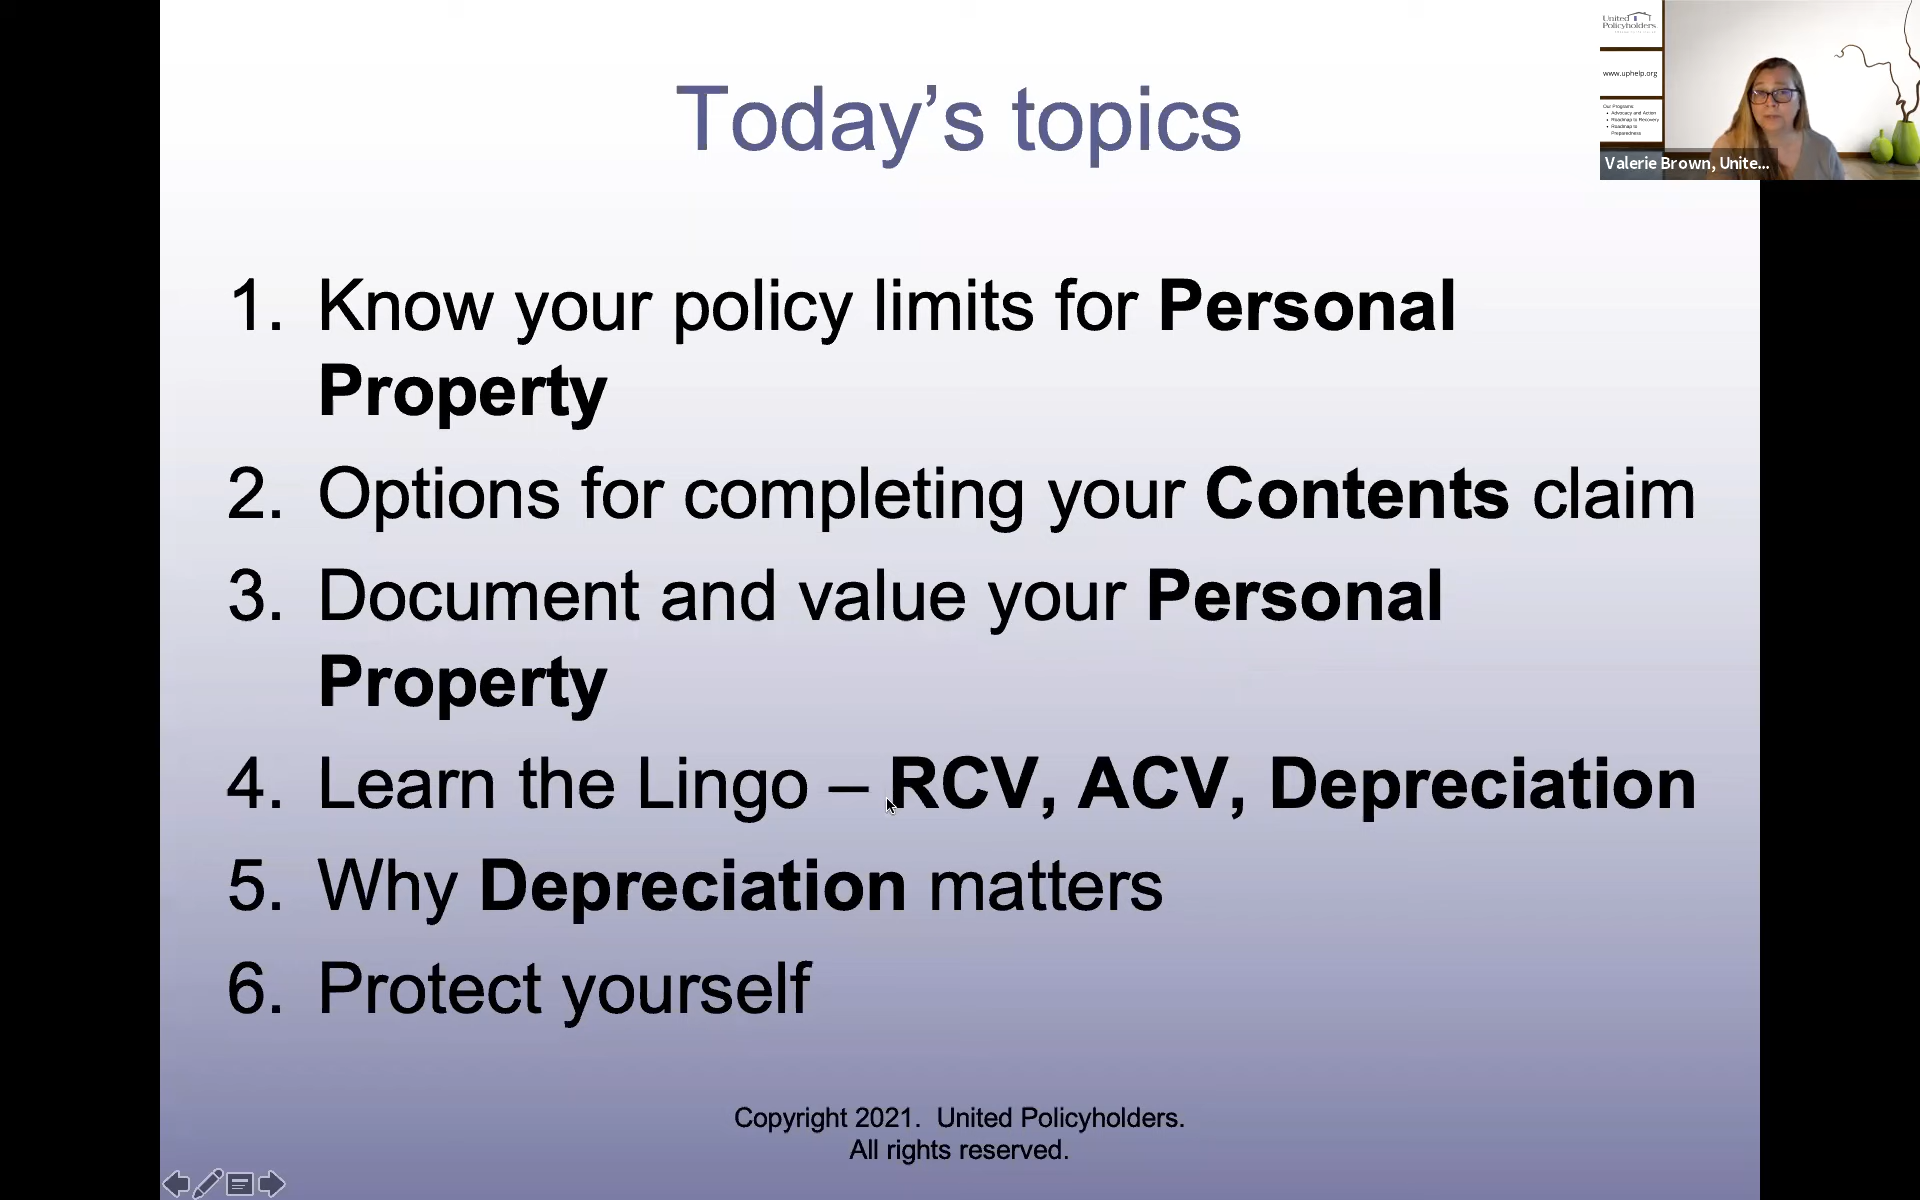 Today’s topics
1. Know your policy limits for Personal
Property
2. Options for completing your Contents claim
3. Document and value your Personal
Property
4. Learn the Lingo – RCV, ACV, Depreciation
5. Why Depreciation matters
6. Protect yourself
Copyright 2021. United Policyholders.
All rights reserved.
United
Policyholders
www.uphelp.org
Our Programs:
• Advocacy and Action
• Roadmap to Recovery
• Roadmap to
Preparedness
Valerie Brown, Unite...